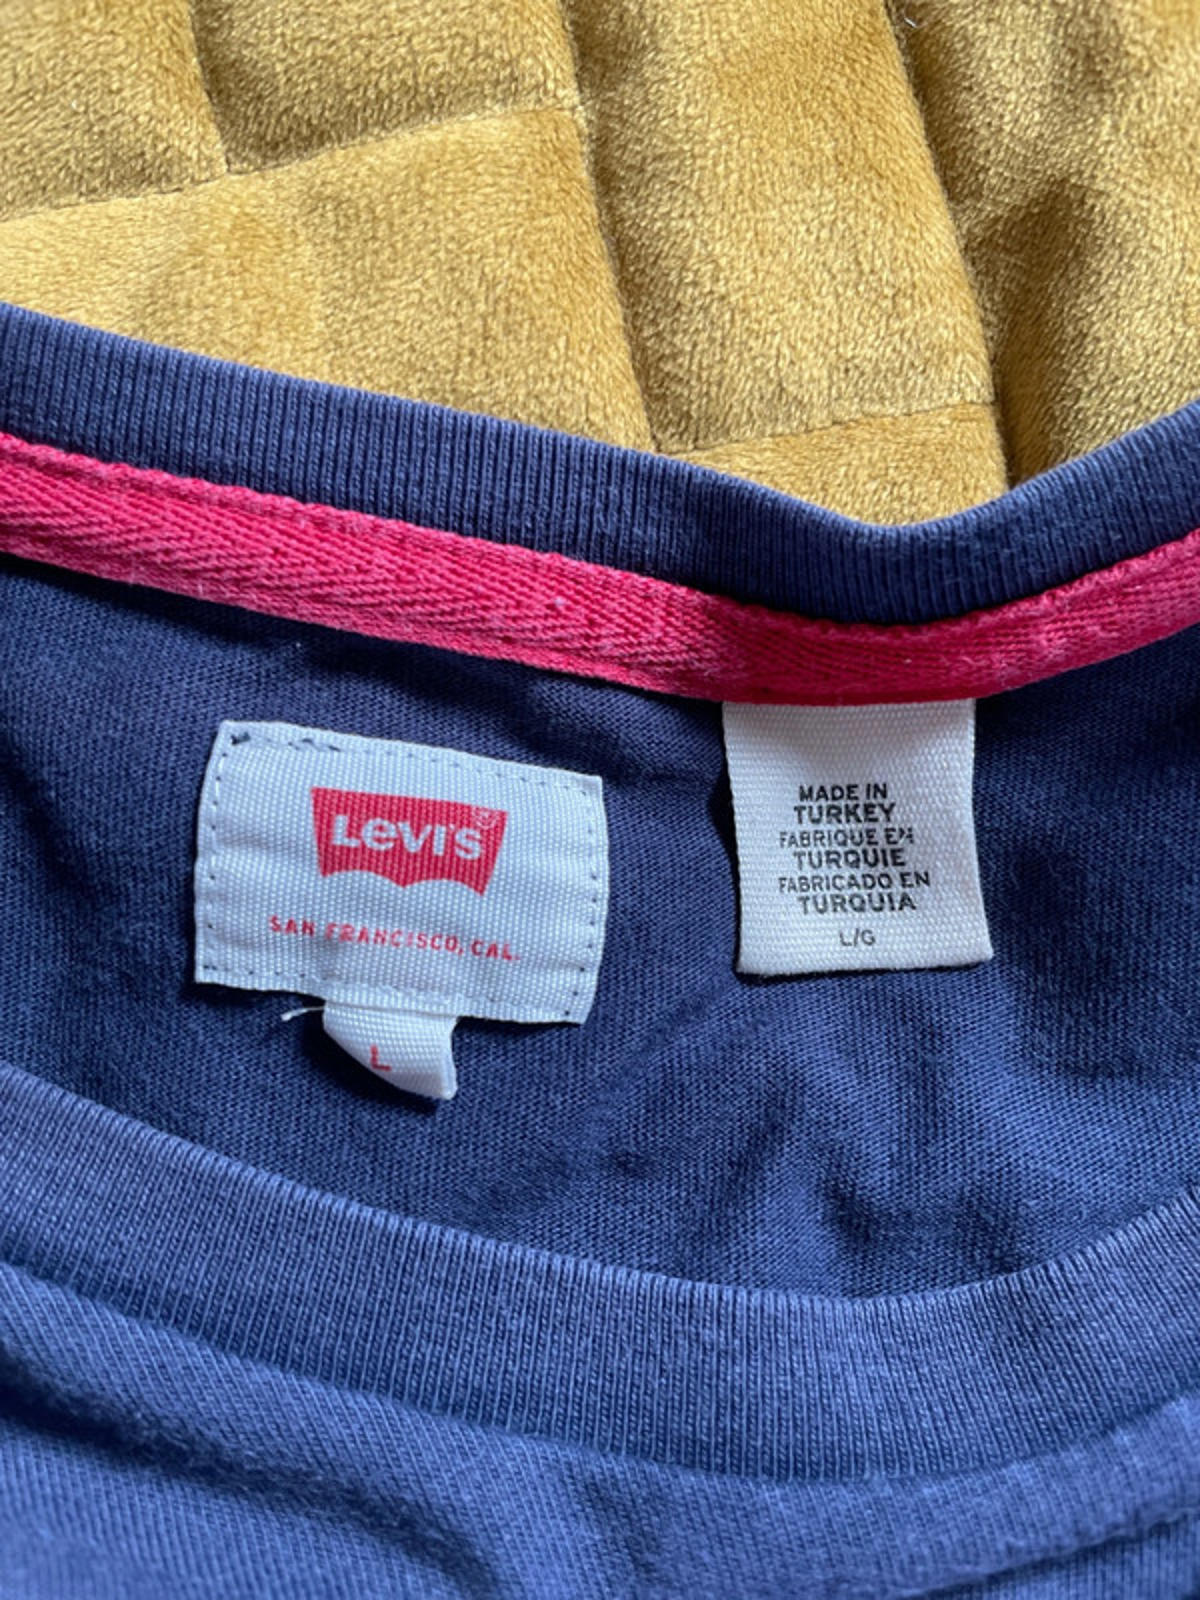 Levi's®
SAN FRANCISCO, CAL.
L
MADE IN
TURKEY
FABRIQUE EN
TURQUIE
FABRICADO EN
TURQUIA
L/G